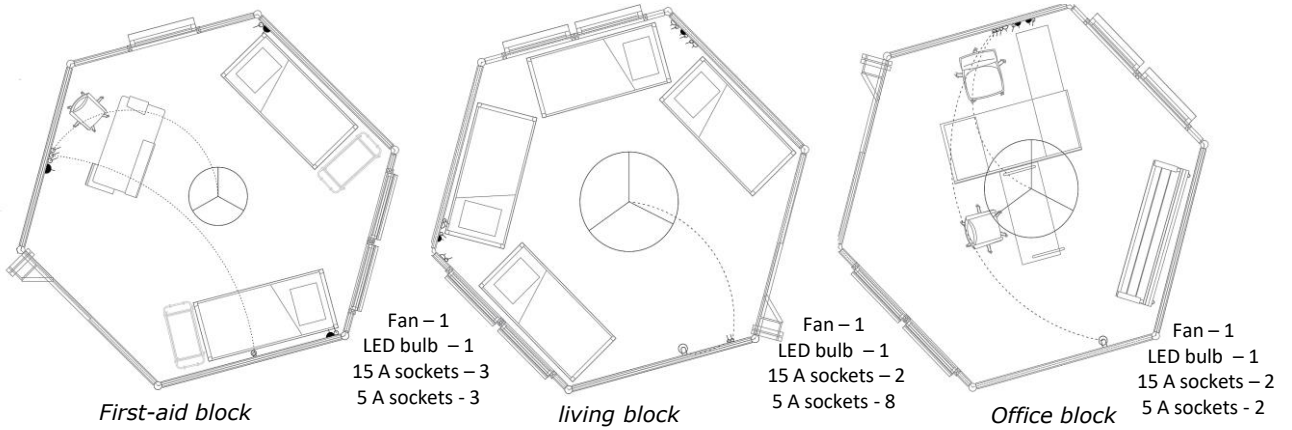 Fan – 1
LED bulb – 1
15 A sockets – 3
5 A sockets - 3
First-aid block
Fan – 1
LED bulb – 1
15 A sockets – 2
5 A sockets - 8
living block
Fan – 1
LED bulb – 1
15 A sockets – 2
5 A sockets - 2
Office block